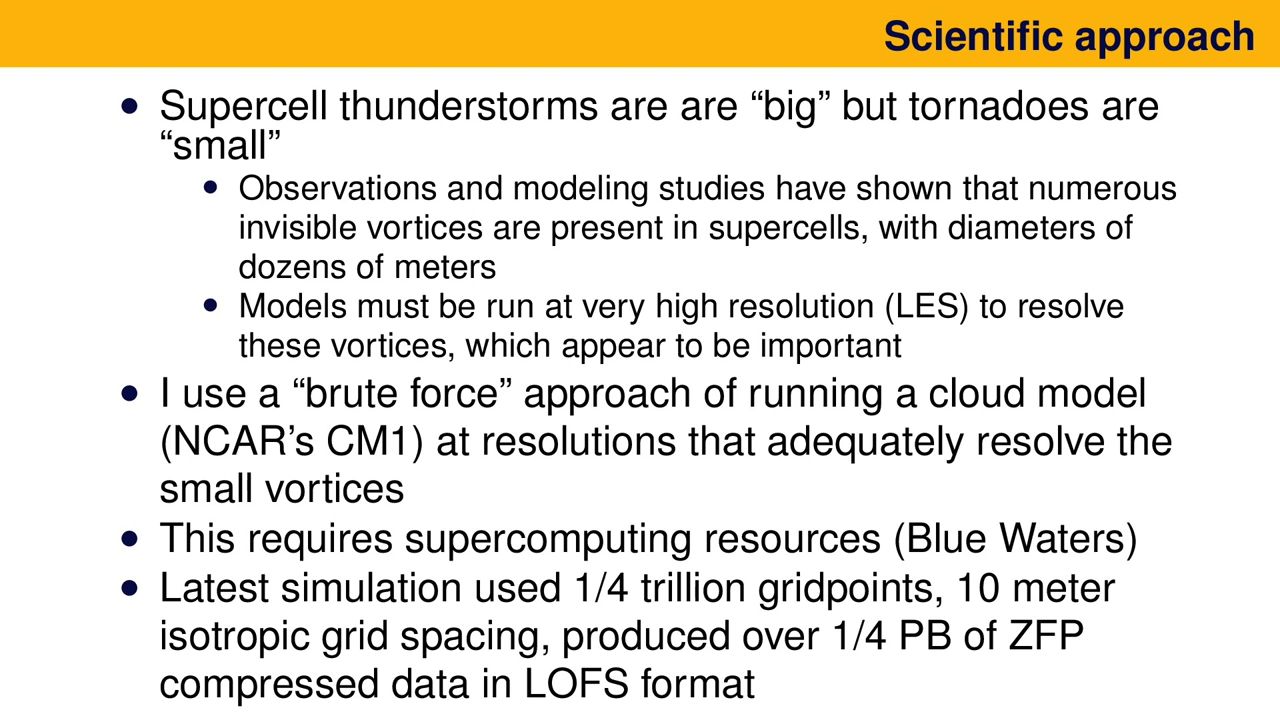 Scientific approach
• Supercell thunderstorms are are “big” but tornadoes are
“small”
• Observations and modeling studies have shown that numerous
invisible vortices are present in supercells, with diameters of
dozens of meters
• Models must be run at very high resolution (LES) to resolve
these vortices, which appear to be important
• I use a “brute force” approach of running a cloud model
(NCAR’s CM1) at resolutions that adequately resolve the
small vortices
• This requires supercomputing resources (Blue Waters)
• Latest simulation used 1/4 trillion gridpoints, 10 meter
isotropic grid spacing, produced over 1/4 PB of ZFP
compressed data in LOFS format